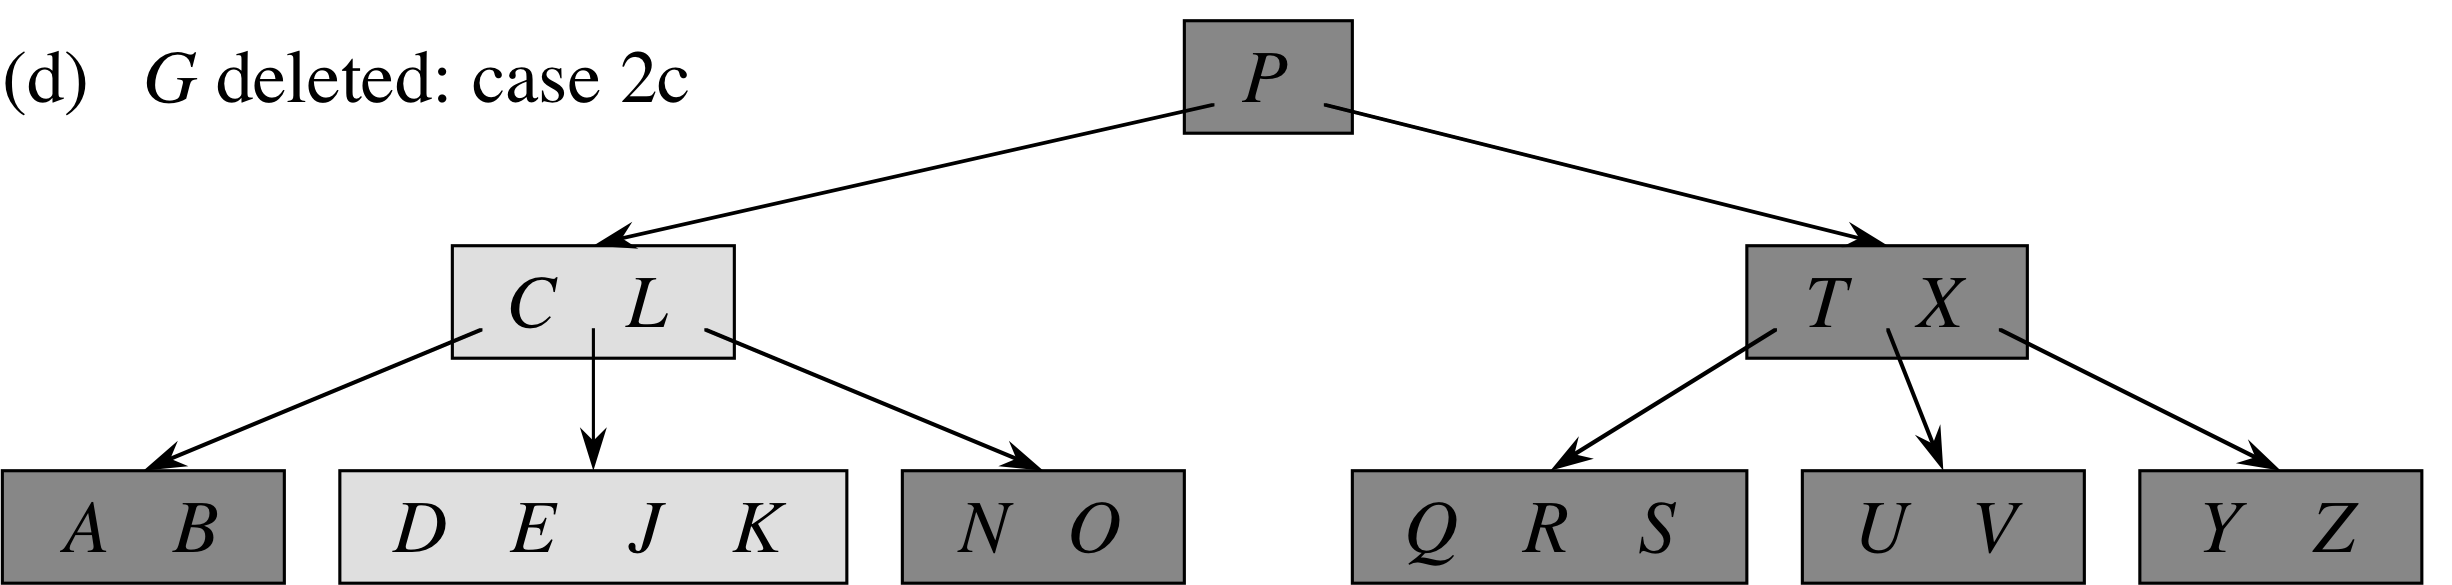 (d) G deleted: case 2c
P
C L
T X
A B
D E J K
N O
Q R S
U V
Y Z